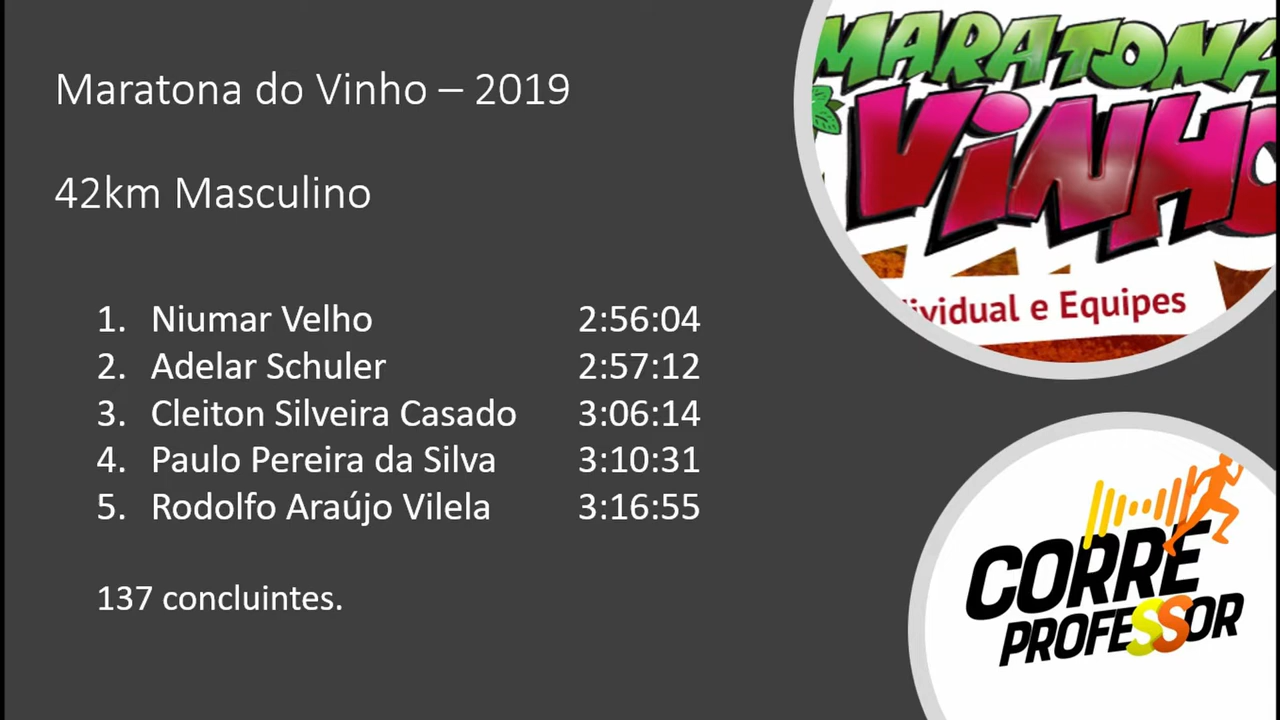 Maratona do Vinho – 2019
42km Masculino
1. Niumar Velho 2:56:04
2. Adelar Schuler 2:57:12
3. Cleiton Silveira Casado 3:06:14
4. Paulo Pereira da Silva 3:10:31
5. Rodolfo Araújo Vilela 3:16:55
137 concluintes.
MARATONA
ViNHO
ividual e Equipes
CORRE
PROFESSOR